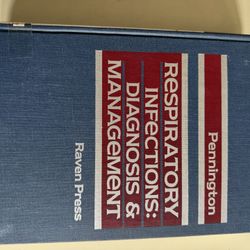 Pennington
RESPIRATORY
INFECTIONS:
DIAGNOSIS &
MANAGEMENT
Raven Press